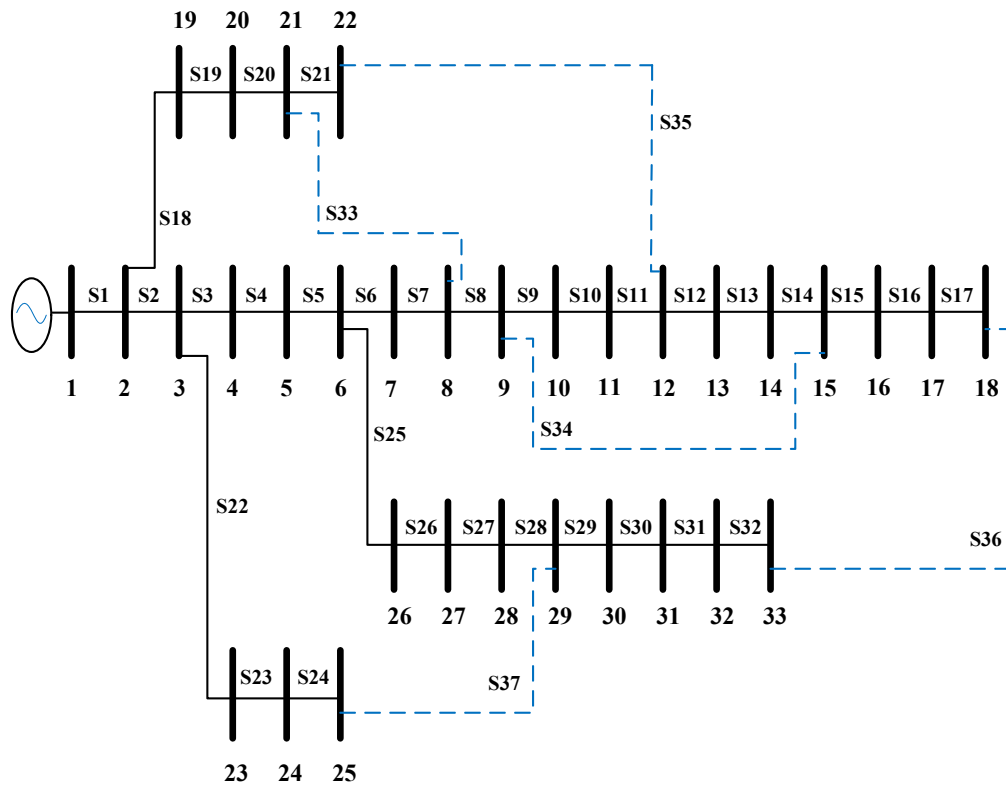 19 20 21 22
S19 S20 S21
S35
S33
S18
S1 S2 S3 S4 S5 S6 S7 S8 S9 S10 S11 S12 S13 S14 S15 S16 S17
1 2 3 4 5 6 7 8 9 10 11 12 13 14 15 16 17 18
S34
S25
S22
S26 S27 S28 S29 S30 S31 S32
S36
26 27 28 29 30 31 32 33
S23 S24
S37
23 24 25